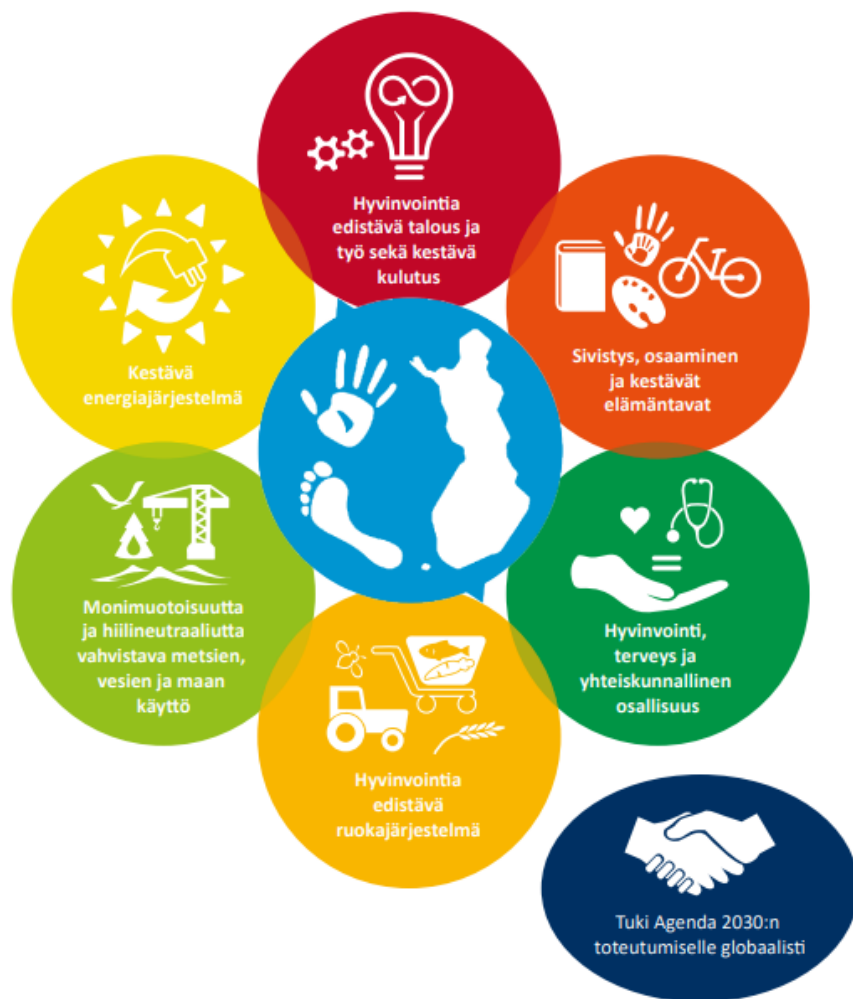 Hyvinvointia
edistävä talous ja
työ sekä kestävä
kulutus
Sivistys, osaaminen
ja kestävät
elämäntavat
Hyvinvointi,
terveys ja
yhteiskunnallinen
osallisuus
Hyvinvointia
edistävä
ruokajärjestelmä
Monimuotoisuutta
ja hiilineutraaliutta
vahvistava metsien,
vesien ja maan
käyttö
Kestävä
energiajärjestelmä
Tuki Agenda 2030:n
toteutumiselle globaalisti